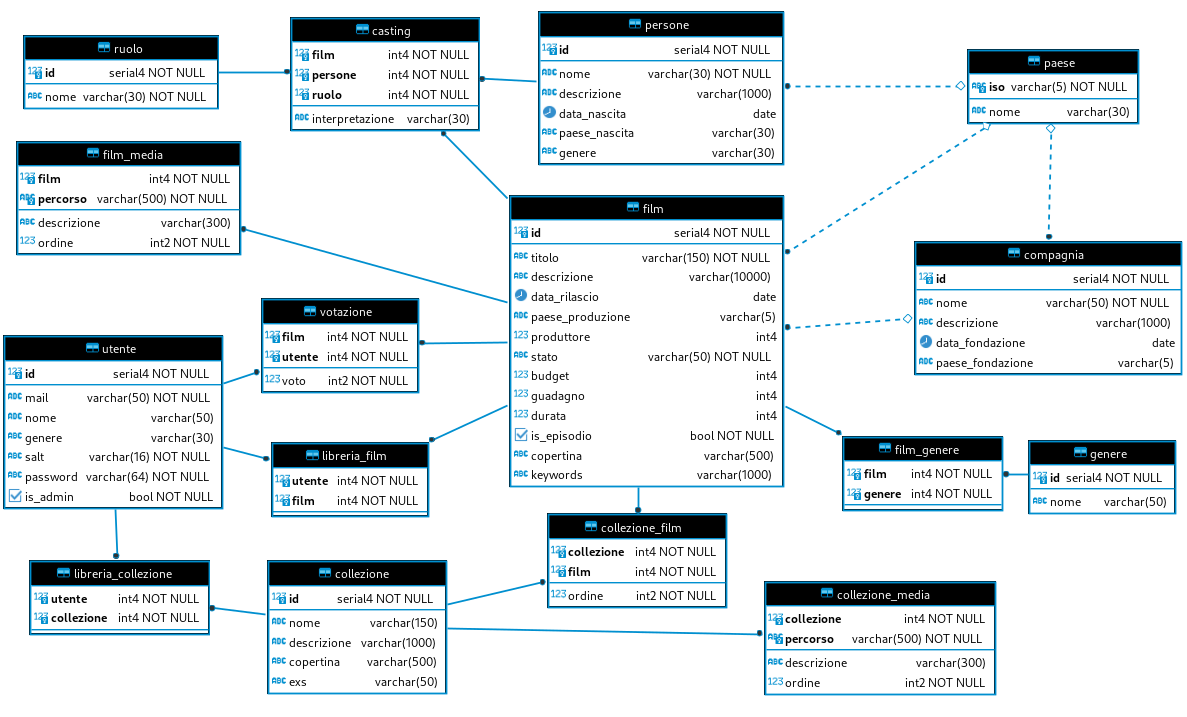 ruolo
id serial4 NOT NULL
nome varchar(30) NOT NULL
casting
film int4 NOT NULL
persone int4 NOT NULL
ruolo int4 NOT NULL
interpretazione varchar(30)
persone
id serial4 NOT NULL
nome varchar(30) NOT NULL
descrizione varchar(1000)
data_nascita date
paese_nascita varchar(30)
genere varchar(30)
paese
iso varchar(5) NOT NULL
nome varchar(30)
film_media
film int4 NOT NULL
percorso varchar(500) NOT NULL
descrizione varchar(300)
ordine int2 NOT NULL
film
id serial4 NOT NULL
titolo varchar(150) NOT NULL
descrizione varchar(10000)
data_rilascio date
paese_produzione varchar(5)
produttore int4
stato varchar(50) NOT NULL
budget int4
guadagno int4
durata int4
is_episodio bool NOT NULL
copertina varchar(500)
keywords varchar(1000)
compagnia
id serial4 NOT NULL
nome varchar(50) NOT NULL
descrizione varchar(1000)
data_fondazione date
paese_fondazione varchar(5)
votazione
film int4 NOT NULL
utente int4 NOT NULL
voto int2 NOT NULL
utente
id serial4 NOT NULL
mail varchar(50) NOT NULL
nome varchar(50)
genere varchar(30)
salt varchar(16) NOT NULL
password varchar(64) NOT NULL
is_admin bool NOT NULL
libreria_film
utente int4 NOT NULL
film int4 NOT NULL
film_genere
film int4 NOT NULL
genere int4 NOT NULL
genere
id serial4 NOT NULL
nome varchar(50)
collezione_film
collezione int4 NOT NULL
film int4 NOT NULL
ordine int2 NOT NULL
libreria_collezione
utente int4 NOT NULL
collezione int4 NOT NULL
collezione
id serial4 NOT NULL
nome varchar(150)
descrizione varchar(1000)
copertina varchar(500)
exs varchar(50)
collezione_media
collezione int4 NOT NULL
percorso varchar(500) NOT NULL
descrizione varchar(300)
ordine int2 NOT NULL